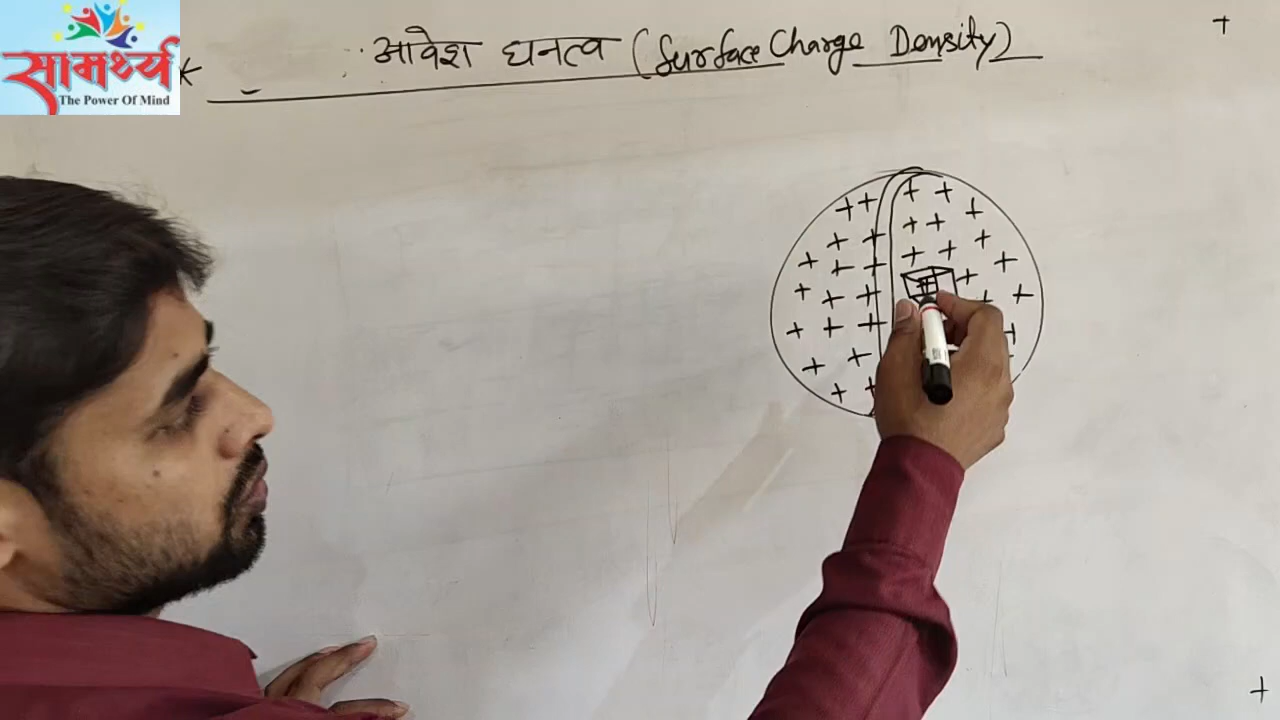 सामर्थ्य
The Power Of Mind
आवेश घनत्व (Surface Charge Density)